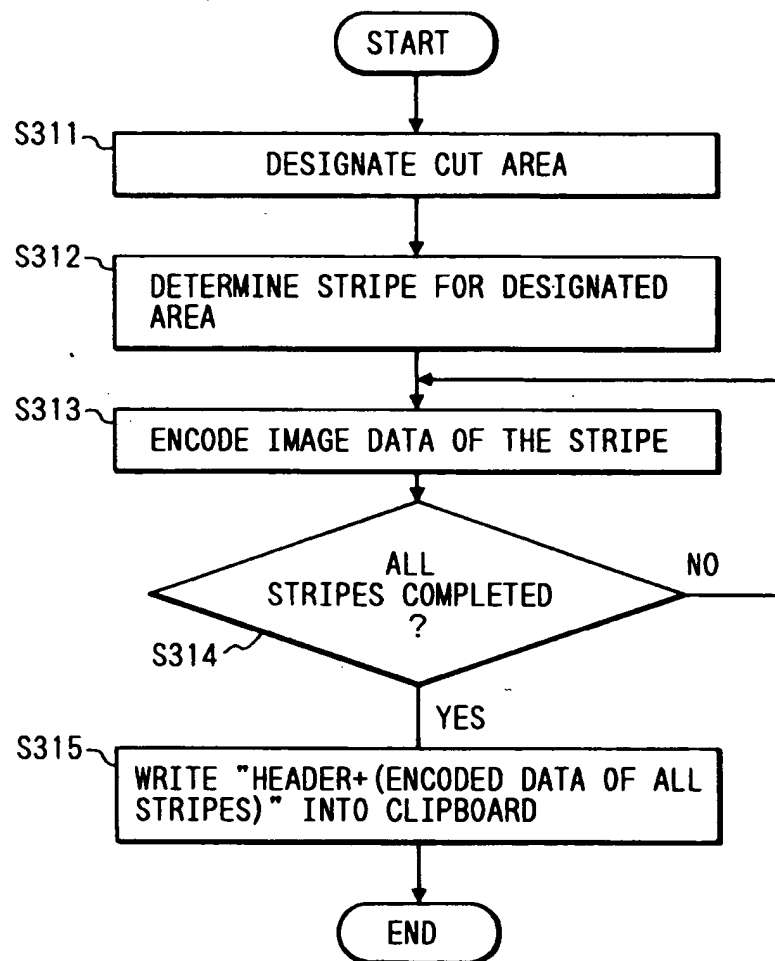 START
S311
DESIGNATE CUT AREA
S312
DETERMINE STRIPE FOR DESIGNATED
AREA
S313
ENCODE IMAGE DATA OF THE STRIPE
ALL
STRIPES COMPLETED
?
NO
S314
YES
S315
WRITE "HEADER+(ENCODED DATA OF ALL
STRIPES)" INTO CLIPBOARD
END